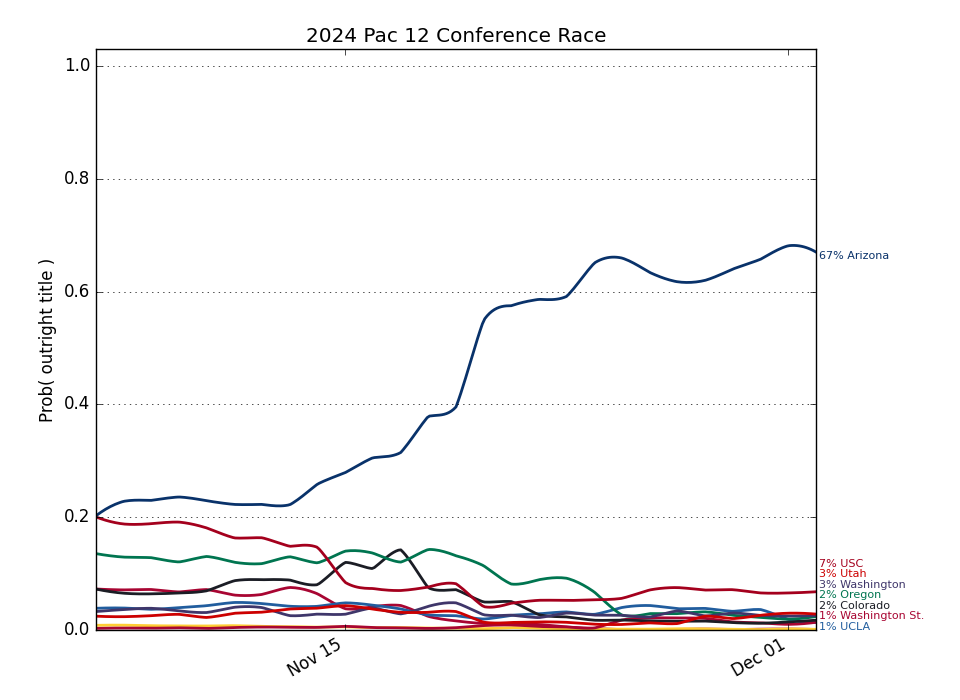 2024 Pac 12 Conference Race
Prob( outright title )
1.0
0.8
0.6
0.4
0.2
0.0
Nov 15
Dec 01
67% Arizona
7% USC
3% Utah
3% Washington
2% Oregon
2% Colorado
1% Washington St.
1% UCLA